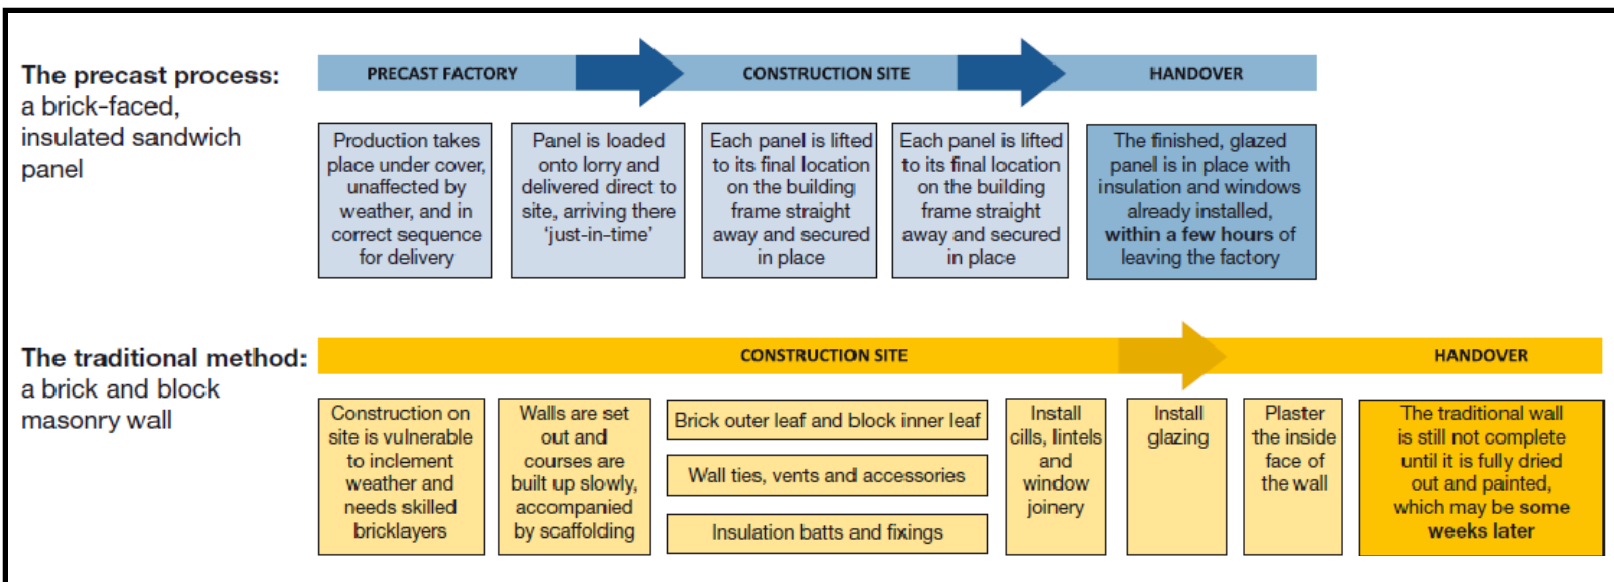 The precast process:
a brick-faced,
insulated sandwich
panel
PRECAST FACTORY
CONSTRUCTION SITE
HANDOVER
Production takes
place under cover,
unaffected by
weather, and in
correct sequence
for delivery
Panel is loaded
onto lorry and
delivered direct to
site, arriving there
‘just-in-time’
Each panel is lifted
to its final location
on the building
frame straight
away and secured
in place
Each panel is lifted
to its final location
on the building
frame straight
away and secured
in place
The finished, glazed
panel is in place with
insulation and windows
already installed,
within a few hours of
leaving the factory
The traditional method:
a brick and block
masonry wall
CONSTRUCTION SITE
HANDOVER
Construction on
site is vulnerable
to inclement
weather and
needs skilled
bricklayers
Walls are set
out and
courses are
built up slowly,
accompanied
by scaffolding
Brick outer leaf and block inner leaf
Wall ties, vents and accessories
Insulation batts and fixings
Install
cills, lintels
and
window
joinery
Install
glazing
Plaster
the inside
face of
the wall
The traditional wall
is still not complete
until it is fully dried
out and painted,
which may be some
weeks later